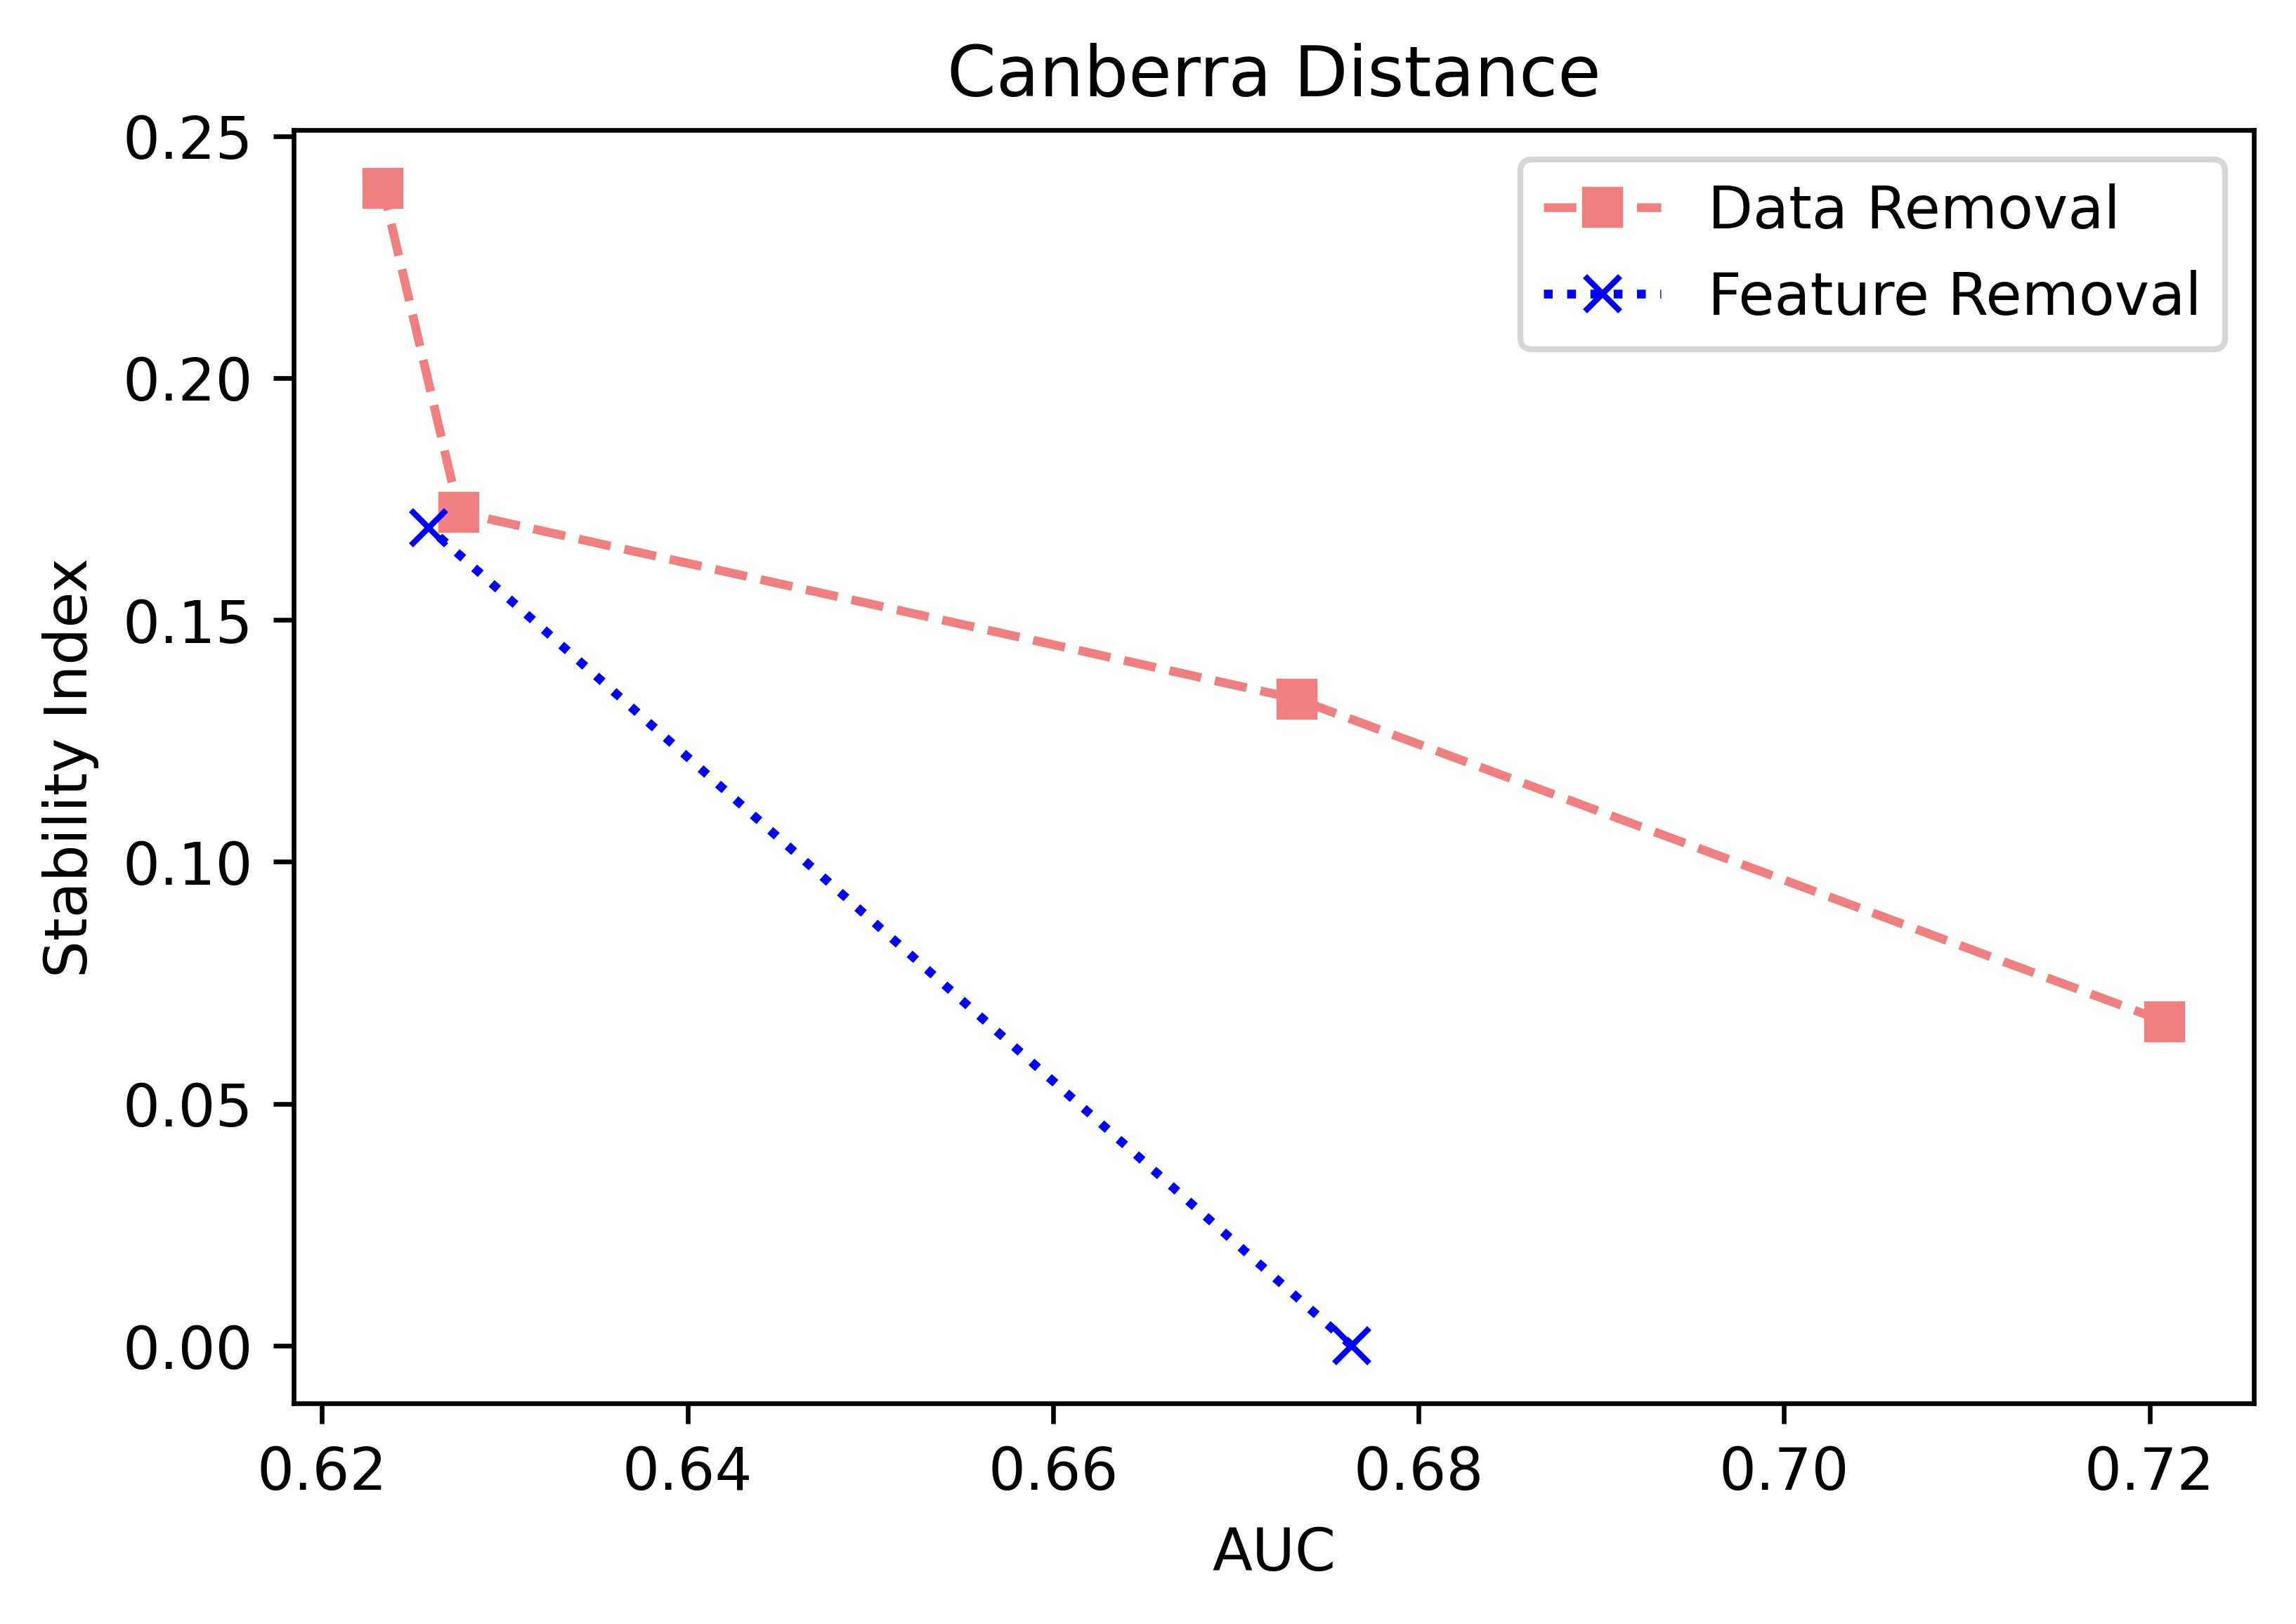 Canberra Distance
0.25
0.20
0.15
0.10
0.05
0.00
Stability Index
Data Removal
Feature Removal
0.62 0.64 0.66 0.68 0.70 0.72
AUC